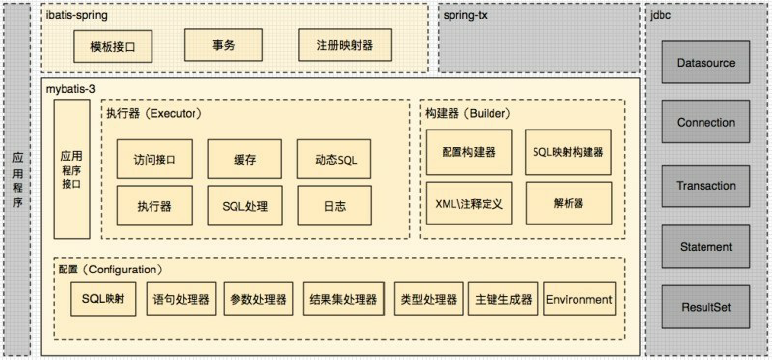 应用程序
ibatis-spring
模板接口
事务
注册映射器
spring-tx
jdbc
Datasource
Connection
Transaction
Statement
ResultSet
mybatis-3
应用
程序
接口
执行器（Executor）
访问接口
缓存
动态SQL
执行器
SQL处理
日志
构建器（Builder）
配置构建器
SQL映射构建器
XML\注释定义
解析器
配置（Configuration）
SQL映射
语句处理器
参数处理器
结果集处理器
类型处理器
主键生成器
Environment